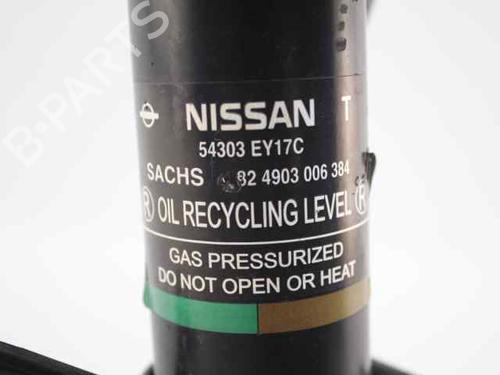 B-PARTS
NISSAN T
54303 EY17C
SACHS 82 4903 006 384
Ⓡ OIL RECYCLING LEVEL Ⓡ
GAS PRESSURIZED
DO NOT OPEN OR HEAT